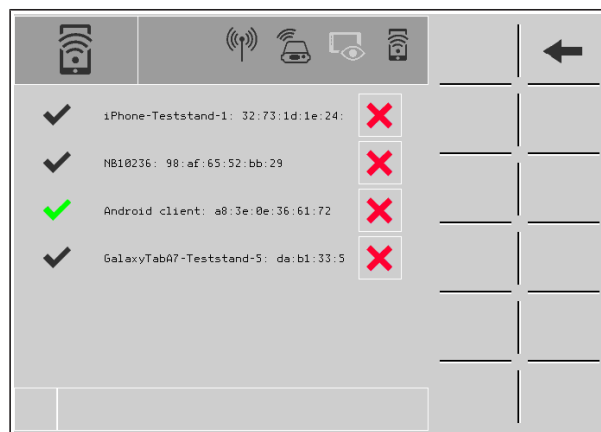 iPhone-Teststand-1: 32:73:1d:1e:24:
NB10236: 98:af:65:52:bb:29
Android client: a8:3e:0e:36:61:72
GalaxyTabA7-Teststand-5: da:b1:33:5